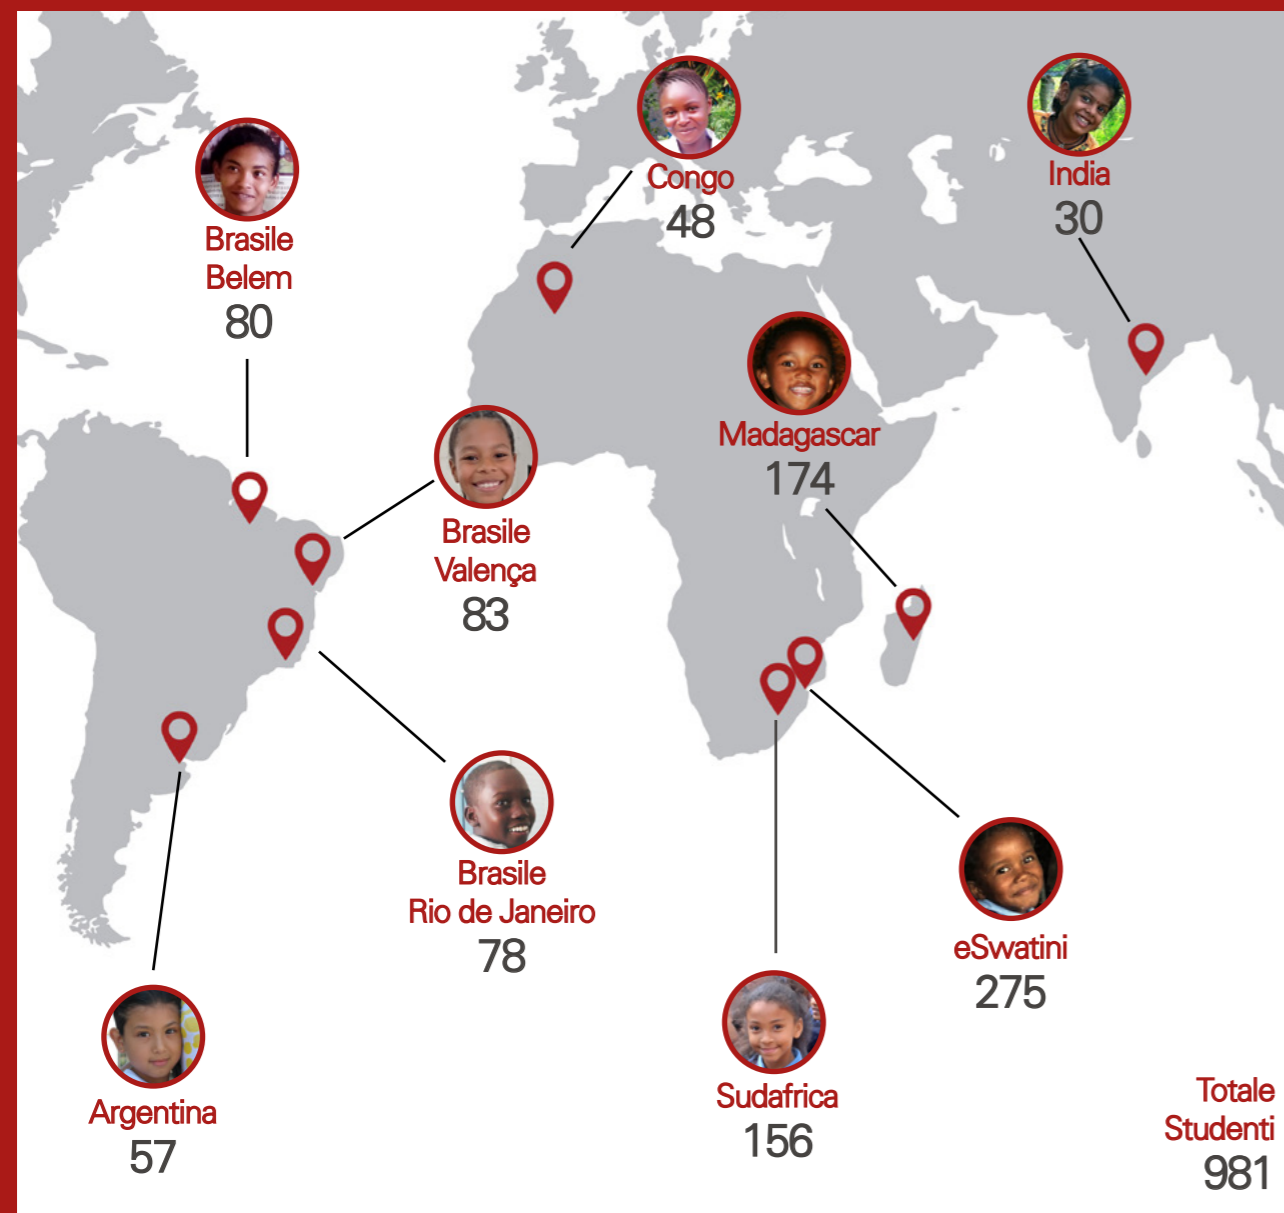 Congo
48
India
30
Brasile
Belem
80
Madagascar
174
Brasile
Valença
83
Brasile
Rio de Janeiro
78
eSwatini
275
Argentina
57
Sudafrica
156
Totale
Studenti
981